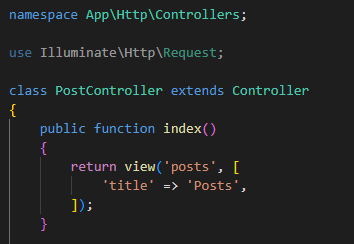 namespace App\Http\Controllers;
use Illuminate\Http\Request;
class PostController extends Controller
{
public function index()
{
return view('posts', [
'title' => 'Posts',
]);
}